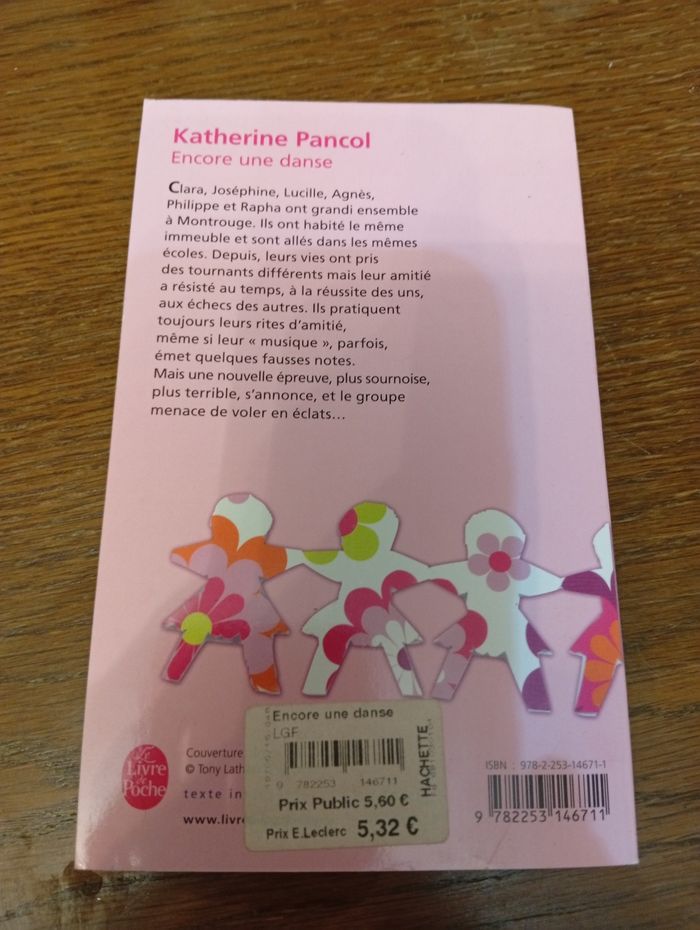 Katherine Pancol
Encore une danse
Clara, Joséphine, Lucille, Agnès,
Philippe et Rapha ont grandi ensemble
à Montrouge. Ils ont habité le même
immeuble et sont allés dans les mêmes
écoles. Depuis, leurs vies ont pris
des tournants différents mais leur amitié
a résisté au temps, à la réussite des uns,
aux échecs des autres. Ils pratiquent
toujours leurs rites d'amitié,
même si leur « musique », parfois,
émet quelques fausses notes.
Mais une nouvelle épreuve, plus sournoise,
plus terrible, s'annonce, et le groupe
menace de voler en éclats...
Le
Livre
de
Poche
Couverture
© Tony Lath
texte in
www.livre
Encore une danse
LGF
9 782253 146711
HACHETTE
Prix Public 5,60 €
Prix E.Leclerc 5,32 €
ISBN : 978-2-253-14671-1
9 782253 146711